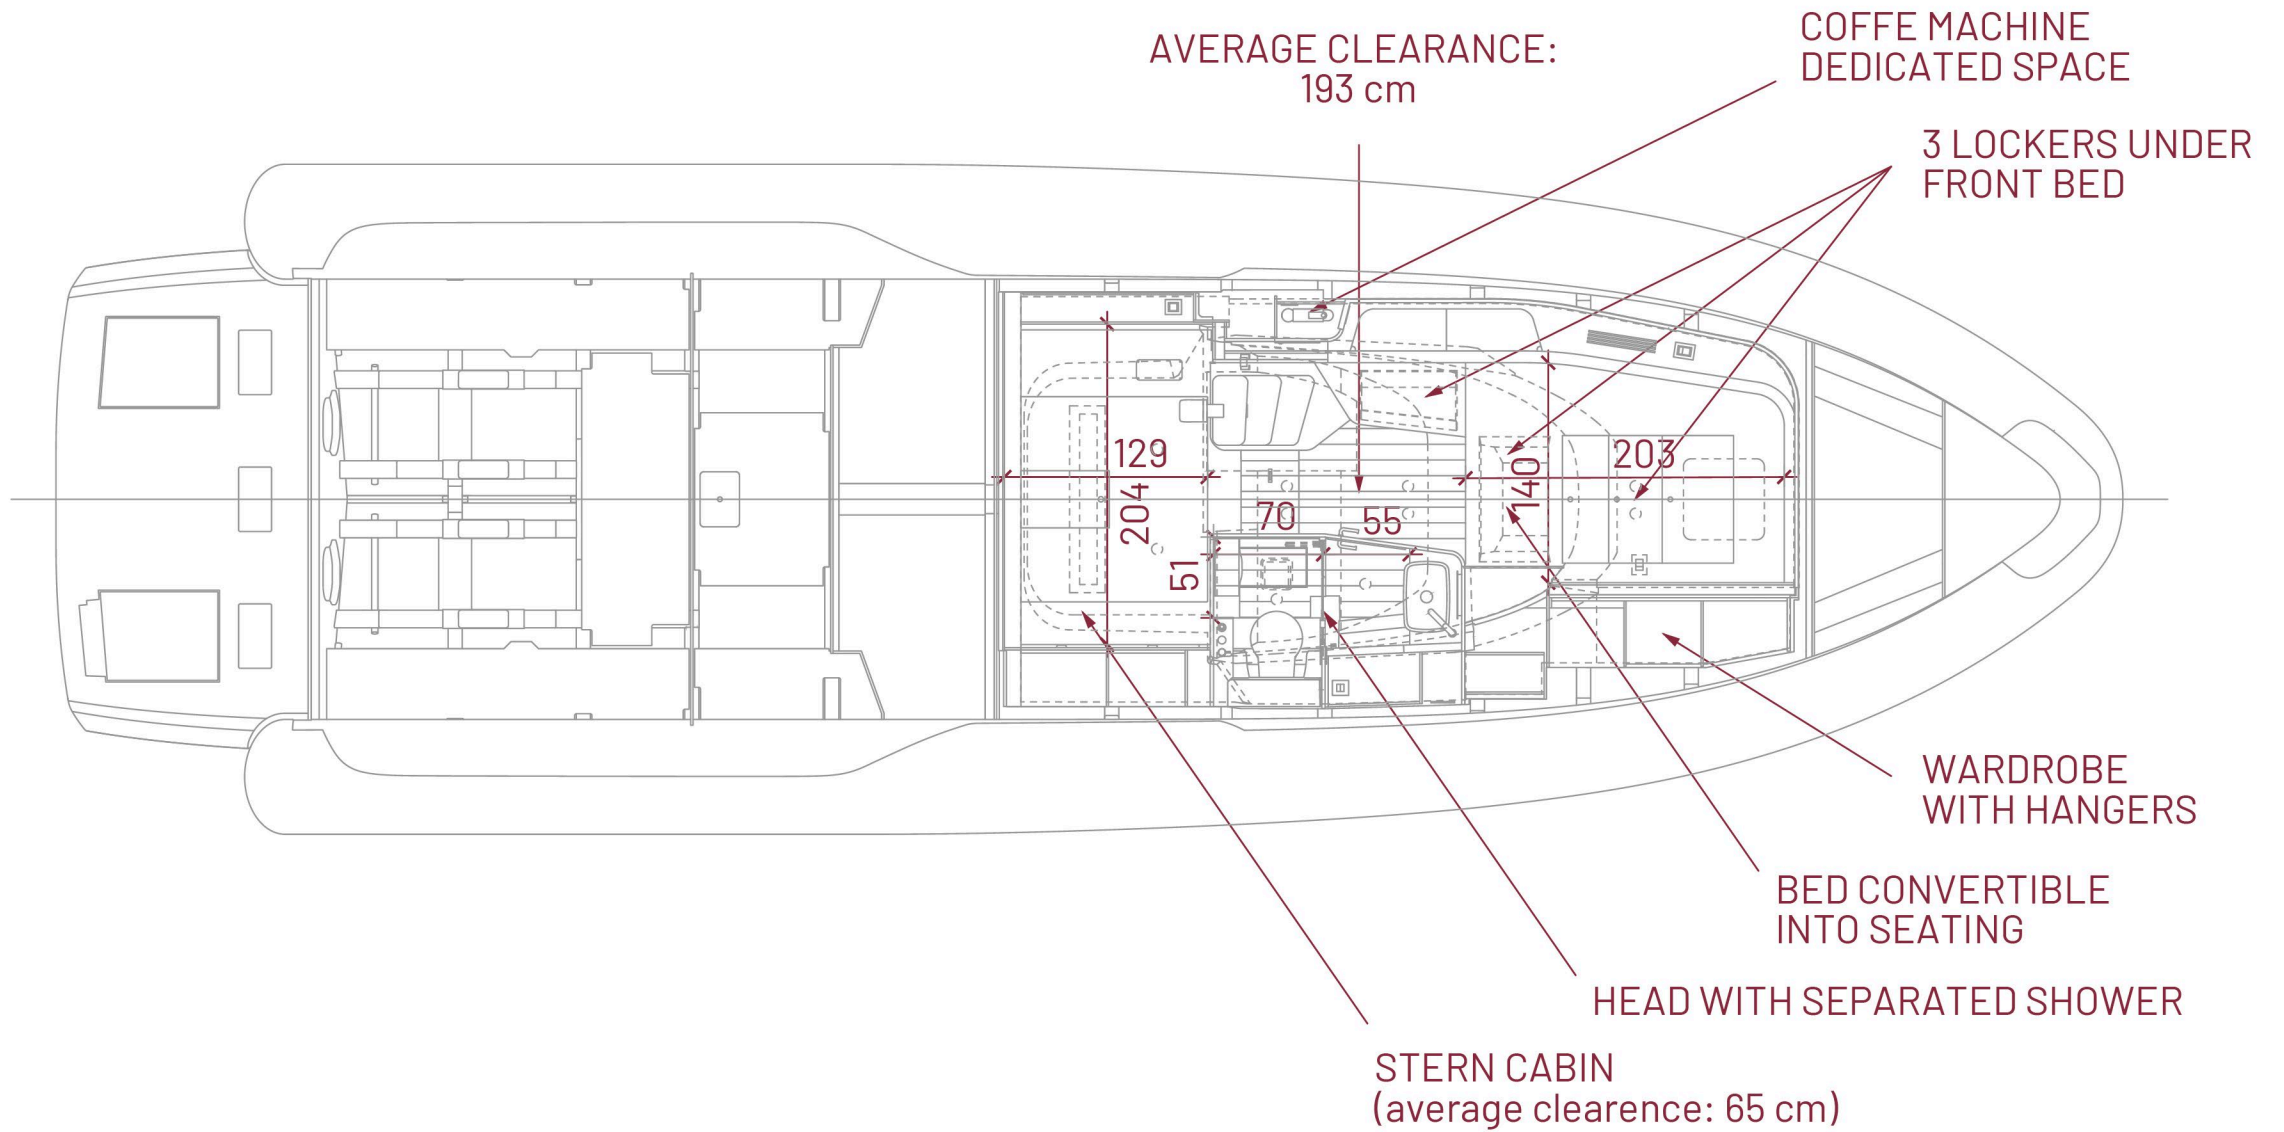 AVERAGE CLEARANCE:
193 cm
COFFE MACHINE
DEDICATED SPACE
3 LOCKERS UNDER
FRONT BED
129
204
203
140
70
55
51
WARDROBE
WITH HANGERS
BED CONVERTIBLE
INTO SEATING
HEAD WITH SEPARATED SHOWER
STERN CABIN
(average clearence: 65 cm)